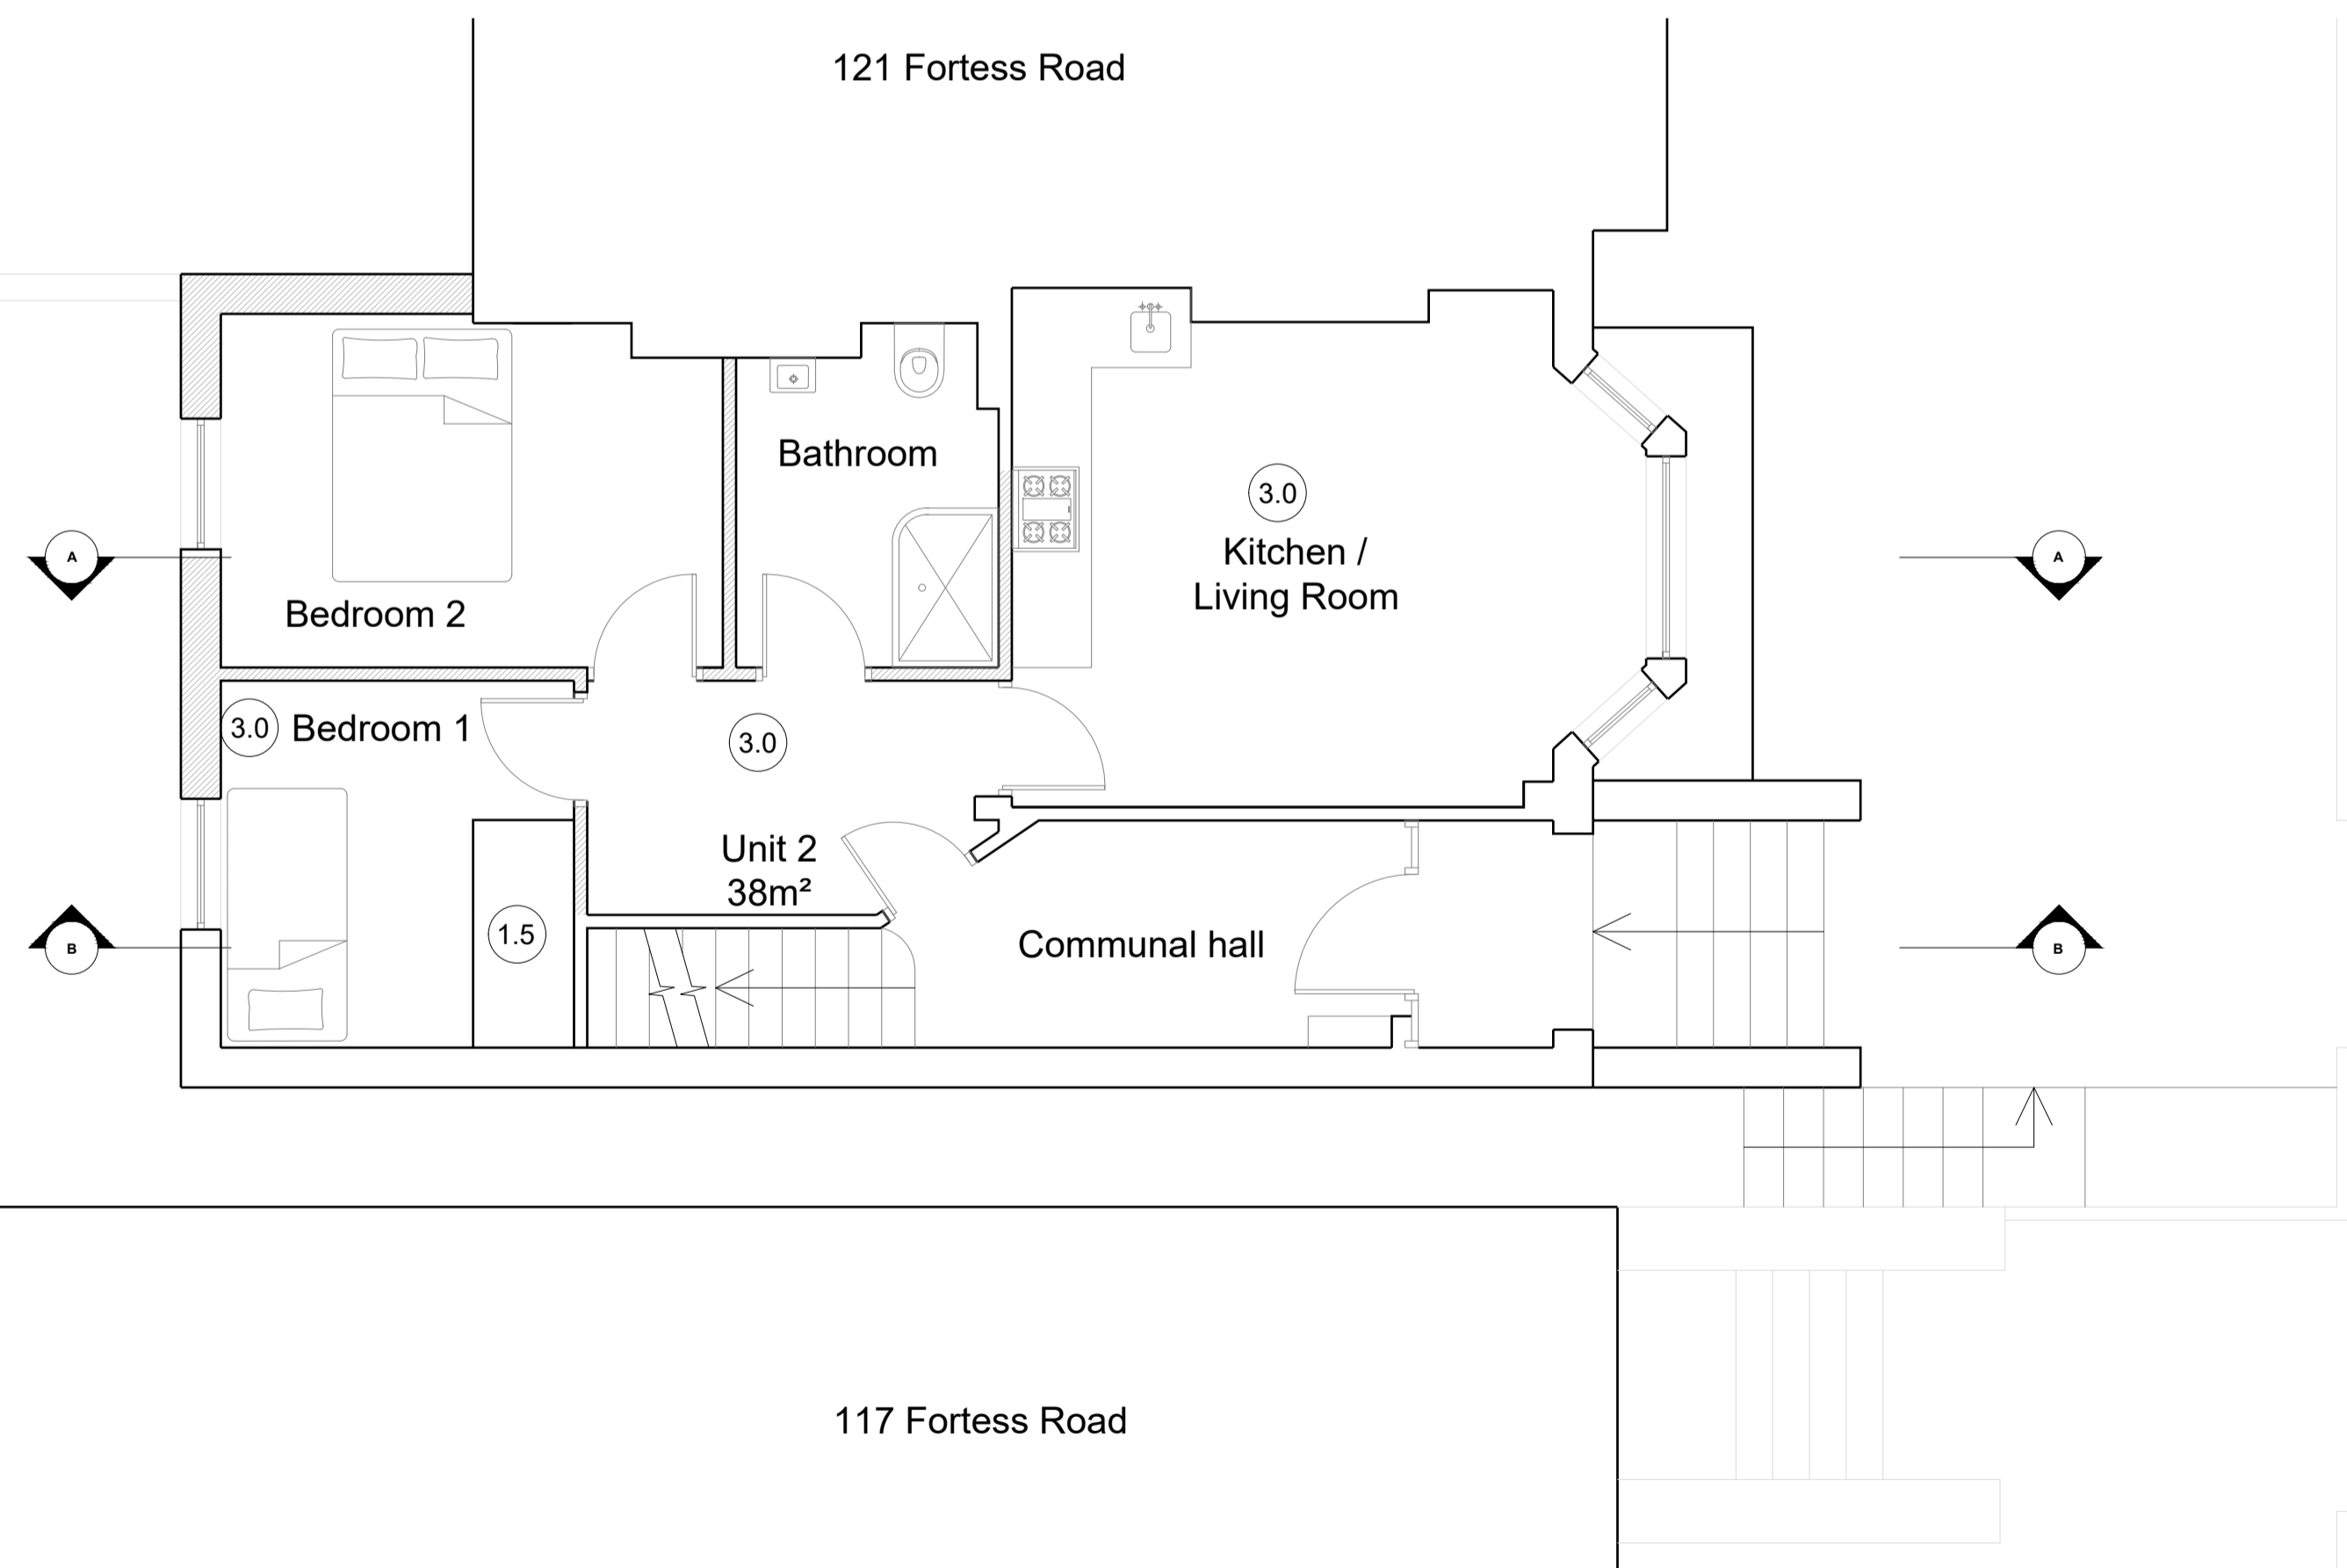 121 Fortess Road
Bathroom
3.0
Kitchen /
Living Room
A
A
Bedroom 2
3.0
Bedroom 1
3.0
Unit 2
38m²
1.5
Communal hall
B
B
117 Fortess Road